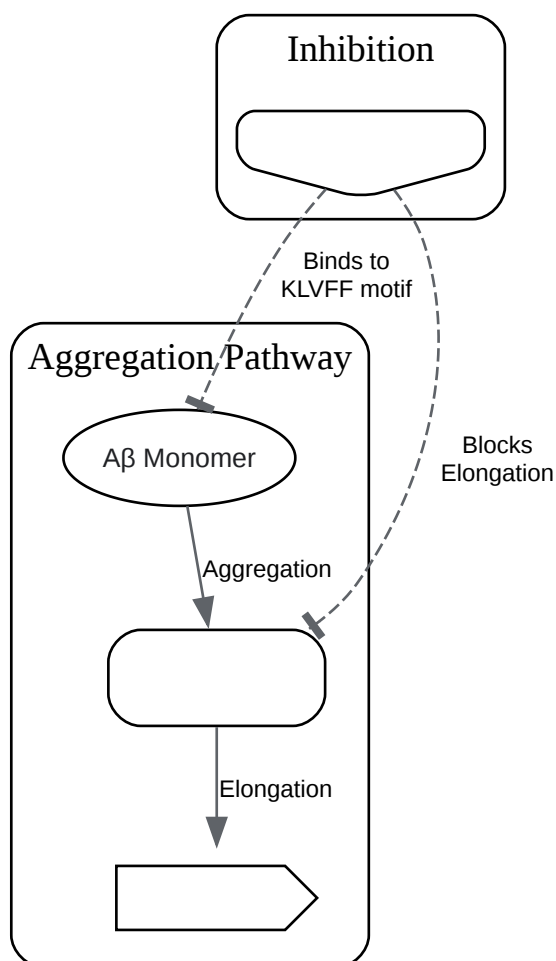 Inhibition
Binds to
KLVFF motif
Aggregation Pathway
Aβ Monomer
Blocks
Elongation
Aggregation
Elongation